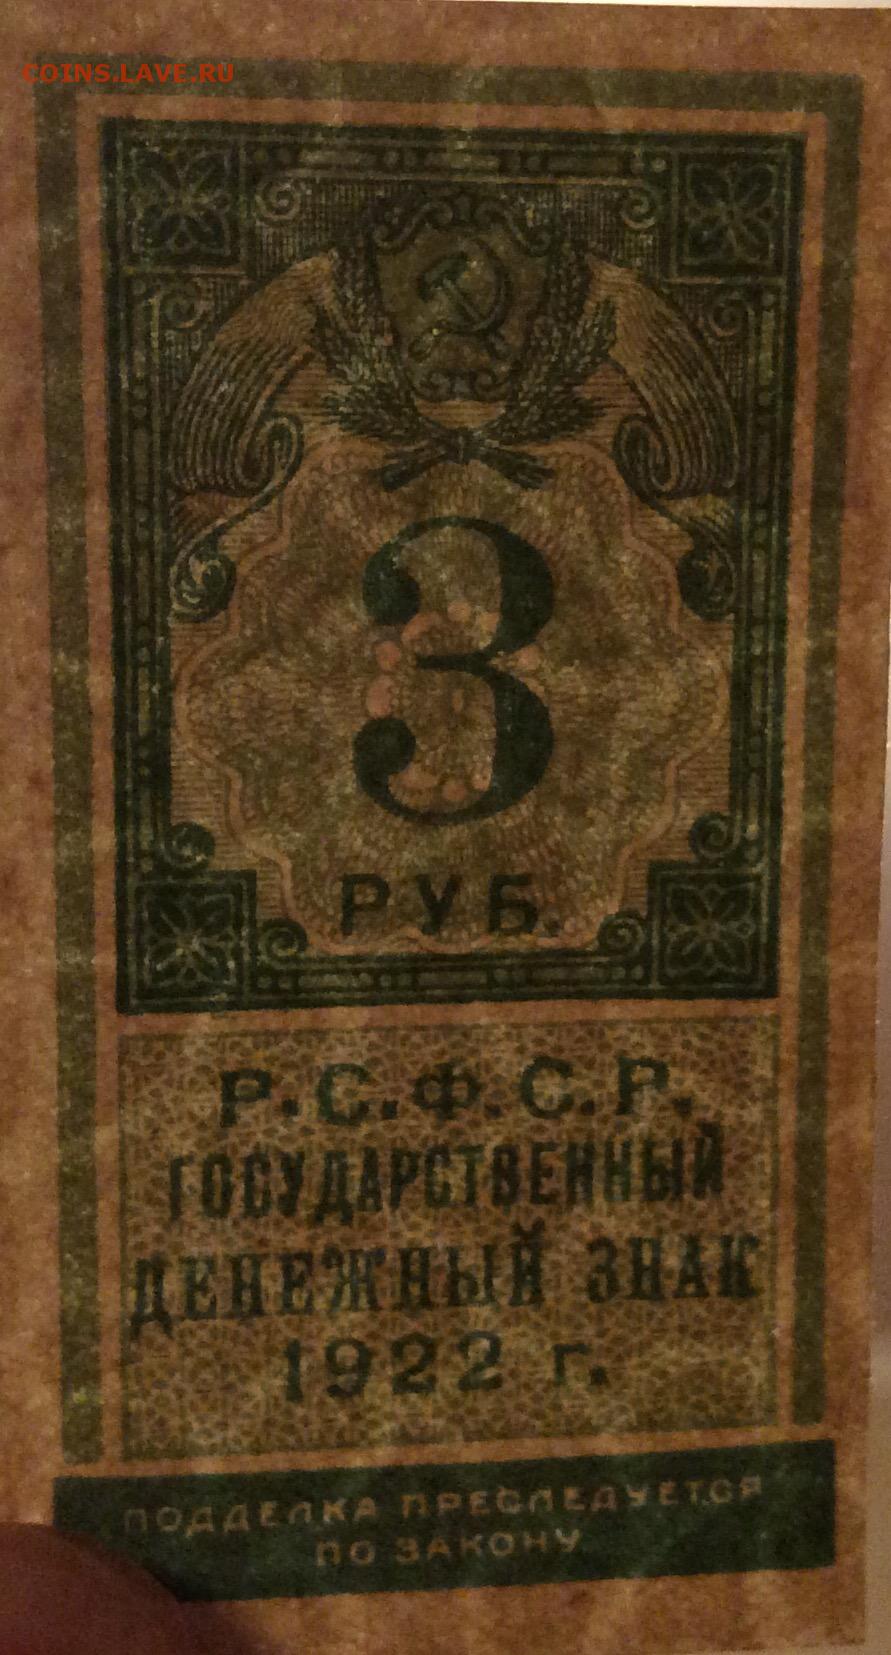 COINS.LAVE.RU
3
РУБ.
Р.С.Ф.С.Р.
ГОСУДАРСТВЕННЫЙ
ДЕНЕЖНЫЙ ЗНАК
1922 г.
ПОДДЕЛКА ПРЕСЛЕДУЕТСЯ
ПО ЗАКОНУ